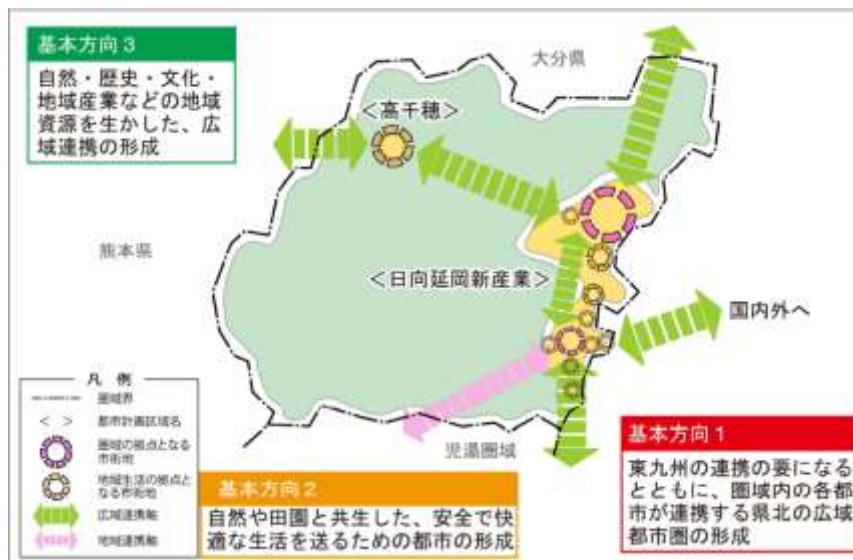 基本方向3
自然・歴史・文化・
地域産業などの地域
資源を生かした、広
域連携の形成
大分県
＜高千穂＞
熊本県
＜日向延岡新産業＞
国内外へ
凡 例
圏域界
＜ ＞ 都市計画区域名
圏域の拠点となる
市街地
地域生活の拠点と
なる市街地
広域連携軸
地域連携軸
児湯圏域
基本方向2
自然や田園と共生した、安全で快
適な生活を送るための都市の形成
基本方向1
東九州の連携の要になる
とともに、圏域内の各都
市が連携する県北の広域
都市圏の形成